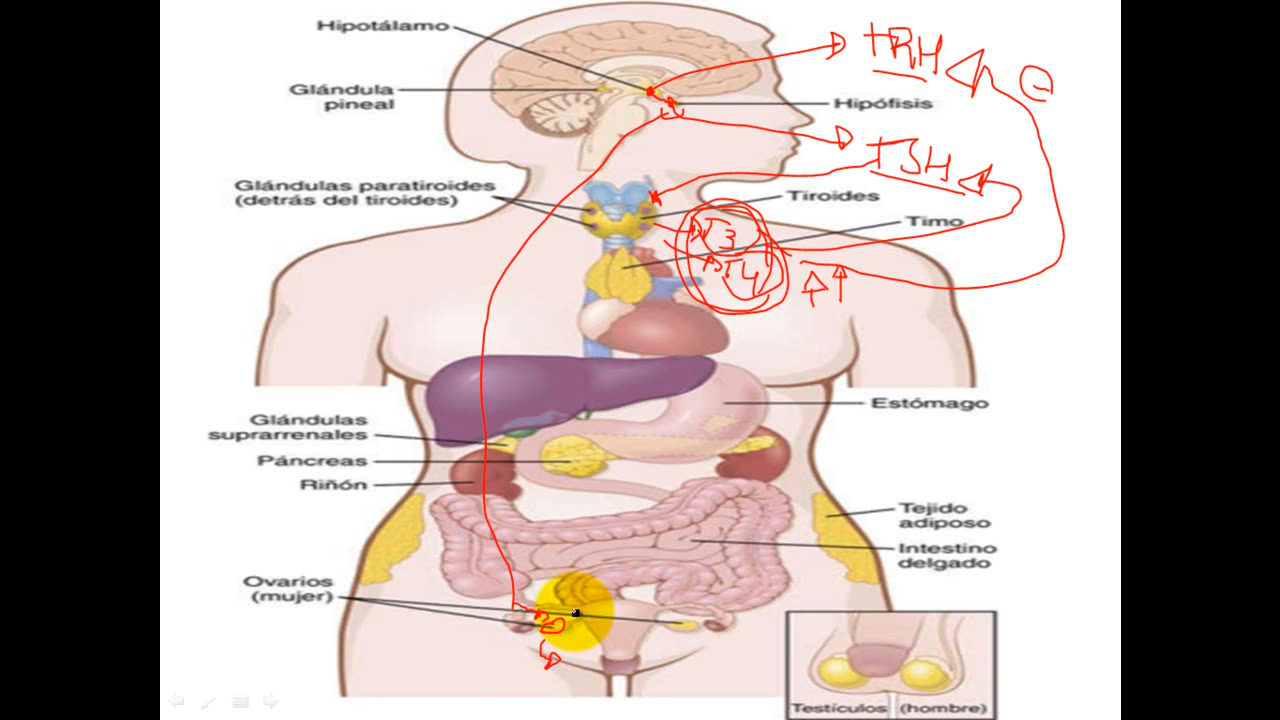 Hipotálamo
Glándula
pineal
TRH
Hipófisis
TSH
Glándulas paratiroides
(detrás del tiroides)
Tiroides
Timo
T3
T4
Estómago
Glándulas
suprarrenales
Páncreas
Riñón
Tejido
adiposo
Intestino
delgado
Ovarios
(mujer)
Testículos (hombre)